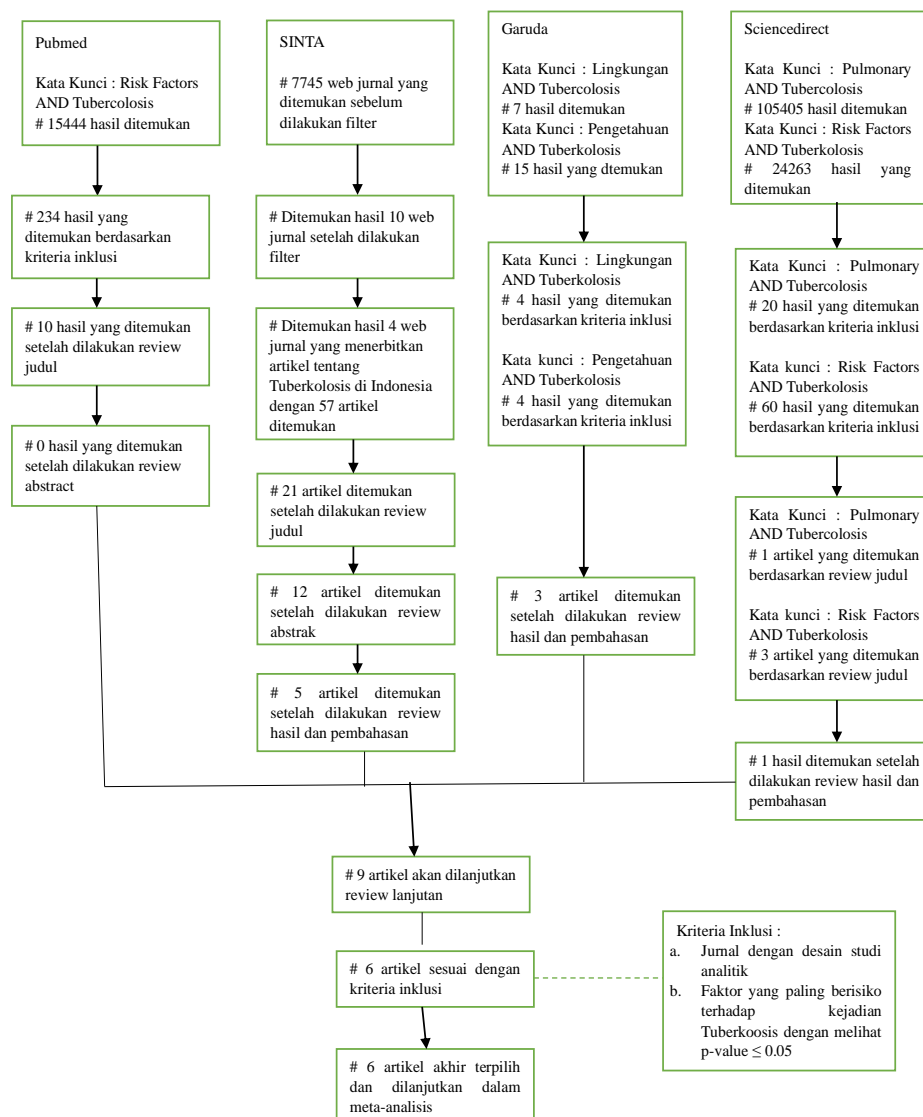 Pubmed
Kata Kunci : Risk Factors
AND Tubercolosis
# 15444 hasil ditemukan
# 234 hasil yang
ditemukan berdasarkan
kriteria inklusi
# 10 hasil yang ditemukan
setelah dilakukan review
judul
# 0 hasil yang ditemukan
setelah dilakukan review
abstract
SINTA
# 7745 web jurnal yang
ditemukan sebelum
dilakukan filter
# Ditemukan hasil 10 web
jurnal setelah dilakukan
filter
# Ditemukan hasil 4 web
jurnal yang menerbitkan
artikel tentang
Tuberkolosis di Indonesia
dengan 57 artikel
ditemukan
# 21 artikel ditemukan
setelah dilakukan review
judul
# 12 artikel ditemukan
setelah dilakukan review
abstrak
# 5 artikel ditemukan
setelah dilakukan review
hasil dan pembahasan
Garuda
Kata Kunci : Lingkungan
AND Tubercolosis
# 7 hasil ditemukan
Kata Kunci : Pengetahuan
AND Tuberkolosis
# 15 hasil yang dtemukan
Kata Kunci : Lingkungan
AND Tuberkolosis
# 4 hasil yang ditemukan
berdasarkan kriteria inklusi
Kata kunci : Pengetahuan
AND Tuberkolosis
# 4 hasil yang ditemukan
berdasarkan kriteria inklusi
# 3 artikel ditemukan
setelah dilakukan review
hasil dan pembahasan
Sciencedirect
Kata Kunci : Pulmonary
AND Tubercolosis
# 105405 hasil ditemukan
Kata Kunci : Risk Factors
AND Tuberkolosis
# 24263 hasil yang
ditemukan
Kata Kunci : Pulmonary
AND Tubercolosis
# 20 hasil yang ditemukan
berdasarkan kriteria inklusi
Kata kunci : Risk Factors
AND Tuberkolosis
# 60 hasil yang ditemukan
berdasarkan kriteria inklusi
Kata Kunci : Pulmonary
AND Tubercolosis
# 1 artikel yang ditemukan
berdasarkan review judul
Kata kunci : Risk Factors
AND Tuberkolosis
# 3 artikel yang ditemukan
berdasarkan review judul
# 1 hasil ditemukan setelah
dilakukan review hasil dan
pembahasan
# 9 artikel akan dilanjutkan
review lanjutan
# 6 artikel sesuai dengan
kriteria inklusi
Kriteria Inklusi :
a. Jurnal dengan desain studi
analitik
b. Faktor yang paling berisiko
terhadap kejadian
Tuberkoosis dengan melihat
p-value ≤ 0.05
# 6 artikel akhir terpilih
dan dilanjutkan dalam
meta-analisis